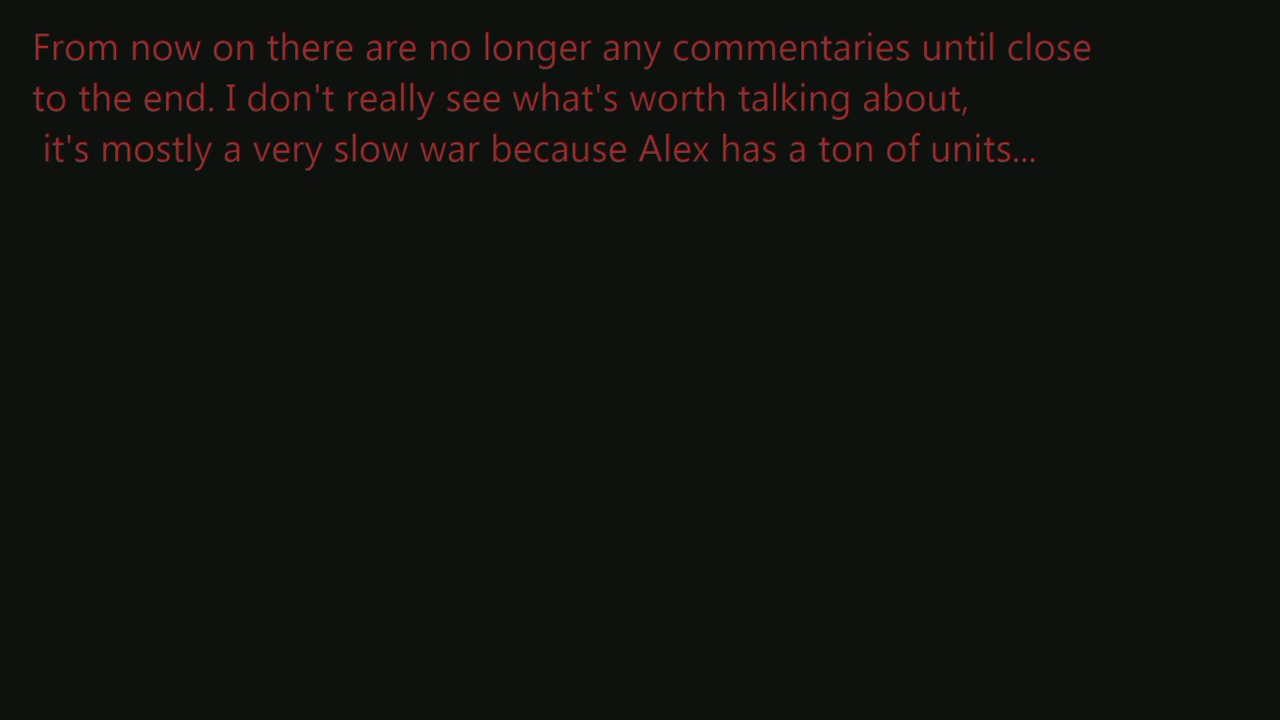 From now on there are no longer any commentaries until close
to the end. I don't really see what's worth talking about,
it's mostly a very slow war because Alex has a ton of units...